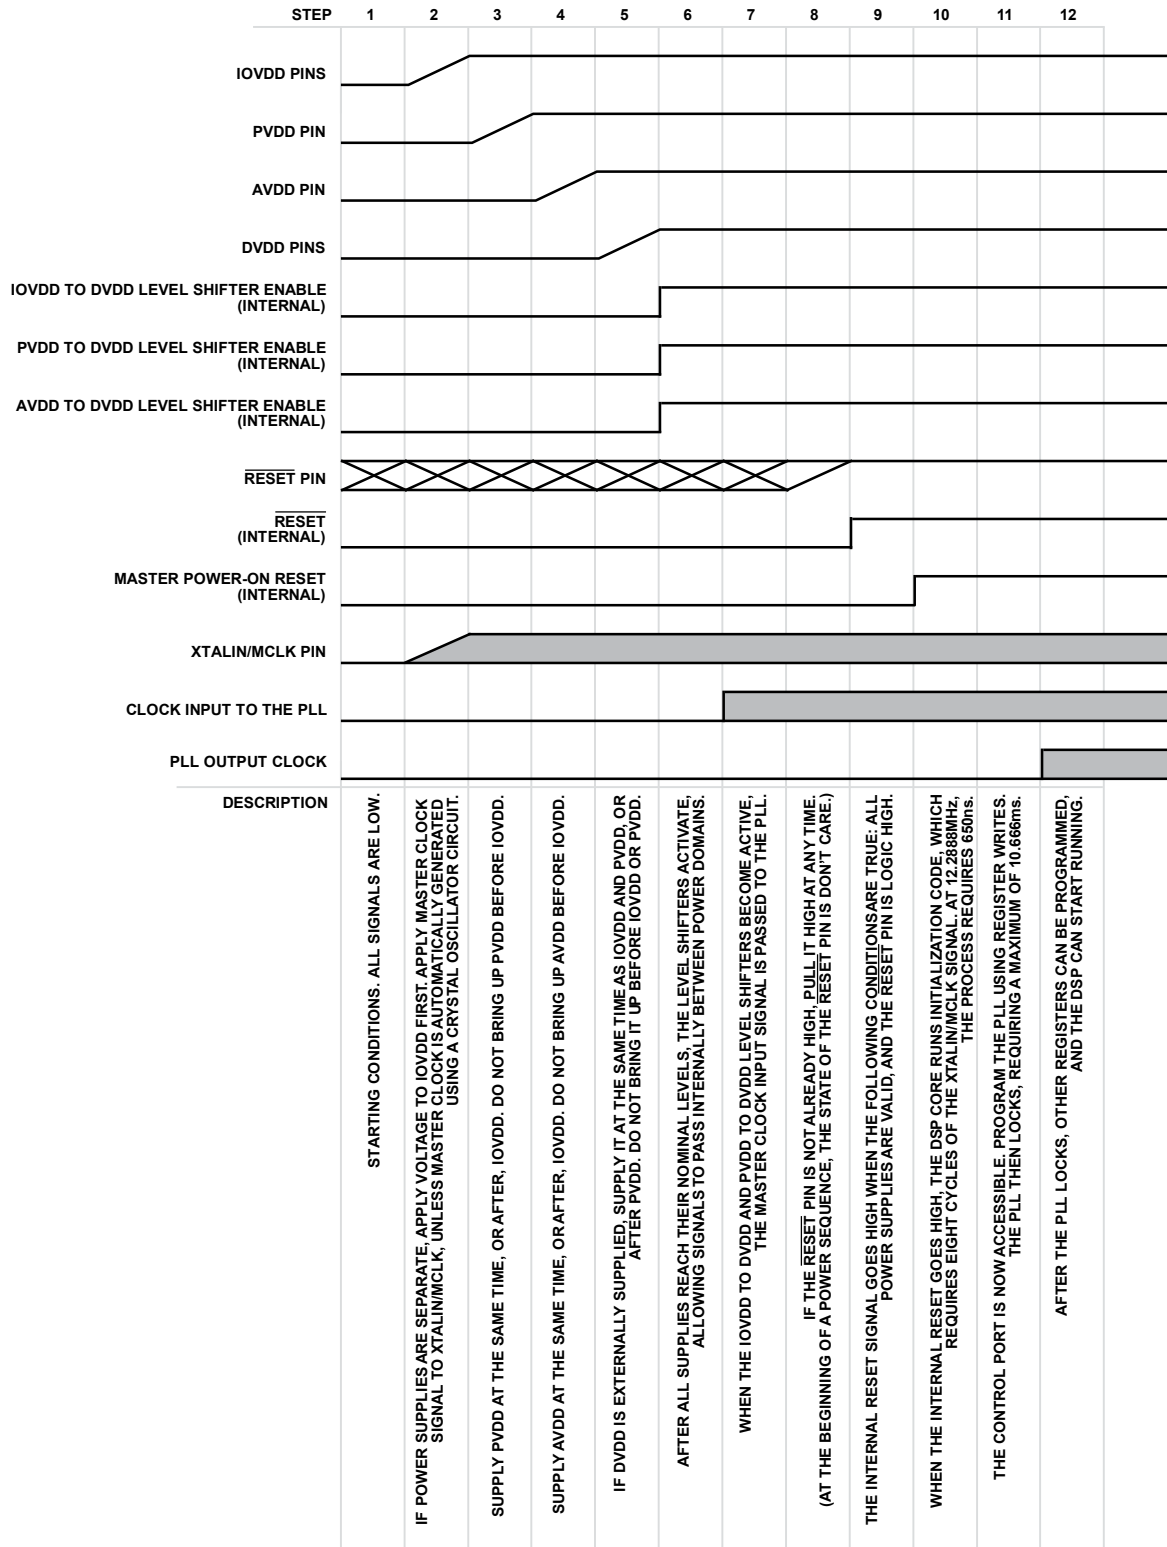 STEP 1 2 3 4 5 6 7 8 9 10 11 12
IOVDD PINS
PVDD PIN
AVDD PIN
DVDD PINS
IOVDD TO DVDD LEVEL SHIFTER ENABLE
(INTERNAL)
PVDD TO DVDD LEVEL SHIFTER ENABLE
(INTERNAL)
AVDD TO DVDD LEVEL SHIFTER ENABLE
(INTERNAL)
RESET PIN
RESET
(INTERNAL)
MASTER POWER-ON RESET
(INTERNAL)
XTALIN/MCLK PIN
CLOCK INPUT TO THE PLL
PLL OUTPUT CLOCK
DESCRIPTION
STARTING CONDITIONS. ALL SIGNALS ARE LOW.
IF POWER SUPPLIES ARE SEPARATE, APPLY VOLTAGE TO IOVDD FIRST. APPLY MASTER CLOCK
SIGNAL TO XTALIN/MCLK, UNLESS MASTER CLOCK IS AUTOMATICALLY GENERATED
USING A CRYSTAL OSCILLATOR CIRCUIT.
SUPPLY PVDD AT THE SAME TIME, OR AFTER, IOVDD. DO NOT BRING UP PVDD BEFORE IOVDD.
SUPPLY AVDD AT THE SAME TIME, OR AFTER, IOVDD. DO NOT BRING UP AVDD BEFORE IOVDD.
IF DVDD IS EXTERNALLY SUPPLIED, SUPPLY IT AT THE SAME TIME AS IOVDD AND PVDD, OR
AFTER PVDD. DO NOT BRING IT UP BEFORE IOVDD OR PVDD.
AFTER ALL SUPPLIES REACH THEIR NOMINAL LEVELS, THE LEVEL SHIFTERS ACTIVATE,
ALLOWING SIGNALS TO PASS INTERNALLY BETWEEN POWER DOMAINS.
WHEN THE IOVDD TO DVDD AND PVDD TO DVDD LEVEL SHIFTERS BECOME ACTIVE,
THE MASTER CLOCK INPUT SIGNAL IS PASSED TO THE PLL.
IF THE RESET PIN IS NOT ALREADY HIGH, PULL IT HIGH AT ANY TIME.
(AT THE BEGINNING OF A POWER SEQUENCE, THE STATE OF THE RESET PIN IS DON'T CARE.)
THE INTERNAL RESET SIGNAL GOES HIGH WHEN THE FOLLOWING CONDITIONS ARE TRUE: ALL
POWER SUPPLIES ARE VALID, AND THE RESET PIN IS LOGIC HIGH.
WHEN THE INTERNAL RESET GOES HIGH, THE DSP CORE RUNS INITIALIZATION CODE, WHICH
REQUIRES EIGHT CYCLES OF THE XTALIN/MCLK SIGNAL. AT 12.2888MHz,
THE PROCESS REQUIRES 650ns.
THE CONTROL PORT IS NOW ACCESSIBLE. PROGRAM THE PLL USING REGISTER WRITES.
THE PLL THEN LOCKS, REQUIRING A MAXIMUM OF 10.666ms.
AFTER THE PLL LOCKS, OTHER REGISTERS CAN BE PROGRAMMED,
AND THE DSP CAN START RUNNING.